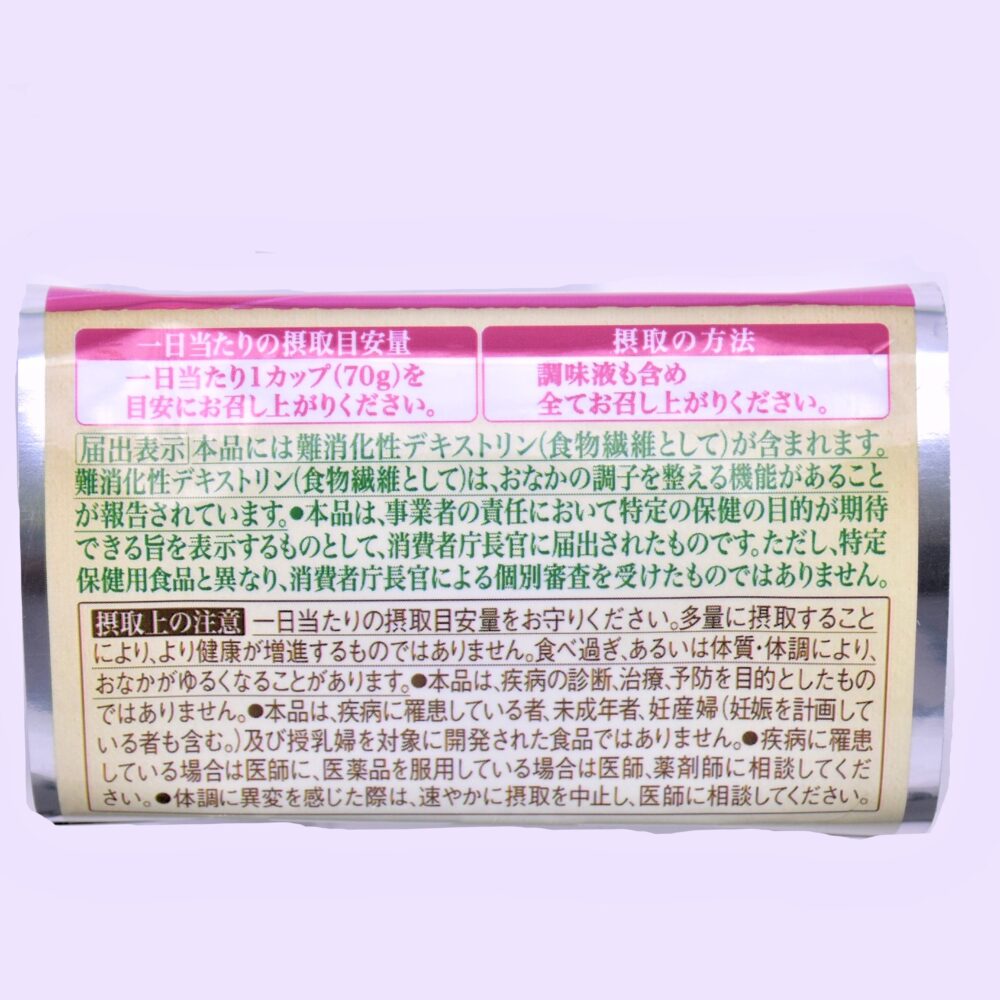 一日当たりの摂取目安量
一日当たり1カップ(70g)を
目安にお召し上がりください。
摂取の方法
調味液も含め
全てお召し上がりください。
届出表示 本品には難消化性デキストリン(食物繊維として)が含まれます。
難消化性デキストリン(食物繊維として)は、おなかの調子を整える機能があること
が報告されています。●本品は、事業者の責任において特定の保健の目的が期待
できる旨を表示するものとして、消費者庁長官に届出されたものです。ただし、特定
保健用食品と異なり、消費者庁長官による個別審査を受けたものではありません。
摂取上の注意 一日当たりの摂取目安量をお守りください。多量に摂取すること
により、より健康が増進するものではありません。食べ過ぎ、あるいは体質・体調により、
おなかがゆるくなることがあります。●本品は、疾病の診断、治療、予防を目的としたもの
ではありません。●本品は、疾病に罹患している者、未成年者、妊産婦(妊娠を計画して
いる者も含む。)及び授乳婦を対象に開発された食品ではありません。●疾病に罹患
している場合は医師に、医薬品を服用している場合は医師、薬剤師に相談してくだ
さい。●体調に異変を感じた際は、速やかに摂取を中止し、医師に相談してください。